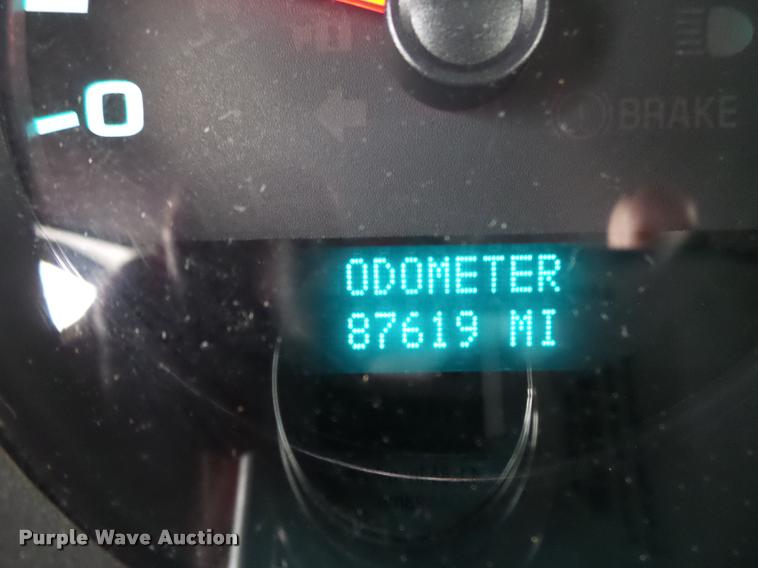 0
BRAKE
ODOMETER
87619 MI
Purple Wave Auction